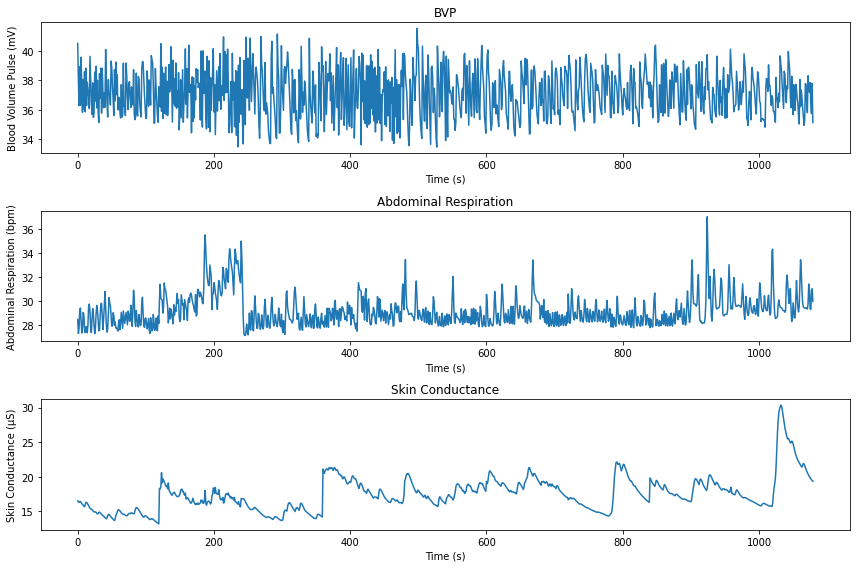 BVP
Blood Volume Pulse (mV)
40
38
36
34
0 200 400 600 800 1000
Time (s)
Abdominal Respiration
Abdominal Respiration (bpm)
36
34
32
30
28
0 200 400 600 800 1000
Time (s)
Skin Conductance
Skin Conductance (μS)
30
25
20
15
0 200 400 600 800 1000
Time (s)